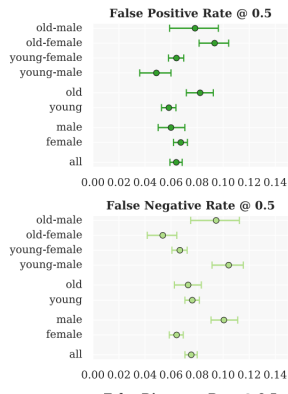 False Positive Rate @ 0.5
old-male
old-female
young-female
young-male
old
young
male
female
all
0.00 0.02 0.04 0.06 0.08 0.10 0.12 0.14
False Negative Rate @ 0.5
old-male
old-female
young-female
young-male
old
young
male
female
all
0.00 0.02 0.04 0.06 0.08 0.10 0.12 0.14